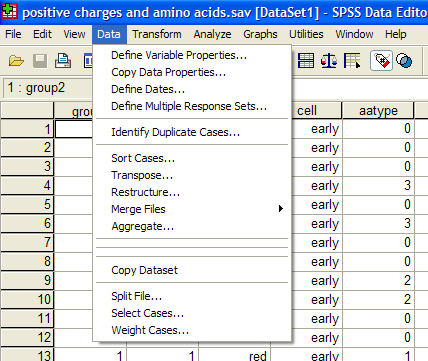 positive charges and amino acids.sav [DataSet1] - SPSS Data Edito
File Edit View Data Transform Analyze Graphs Utilities Window Help
1 : group2
Define Variable Properties...
Copy Data Properties...
Define Dates...
Define Multiple Response Sets...
Identify Duplicate Cases...
Sort Cases...
Transpose...
Restructure...
Merge Files
Aggregate...
Copy Dataset
Split File...
Select Cases...
Weight Cases...
grou cell aatype
1 early 0
2 early 0
3 early 0
4 early 3
5 early 0
6 early 3
7 early 0
8 early 0
9 early 2
10 early 2
11 early 0
12 early 0
13 1 1 red early 1